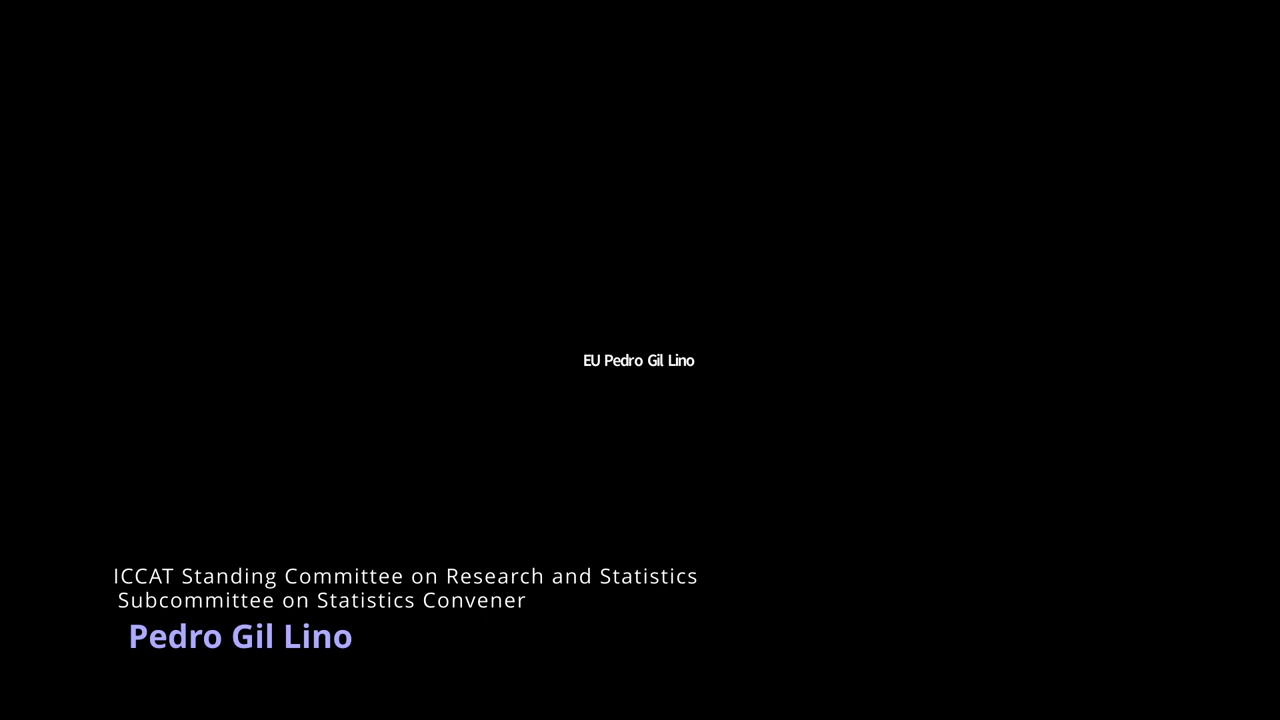 EU Pedro Gil Lino
ICCAT Standing Committee on Research and Statistics
Subcommittee on Statistics Convener
Pedro Gil Lino